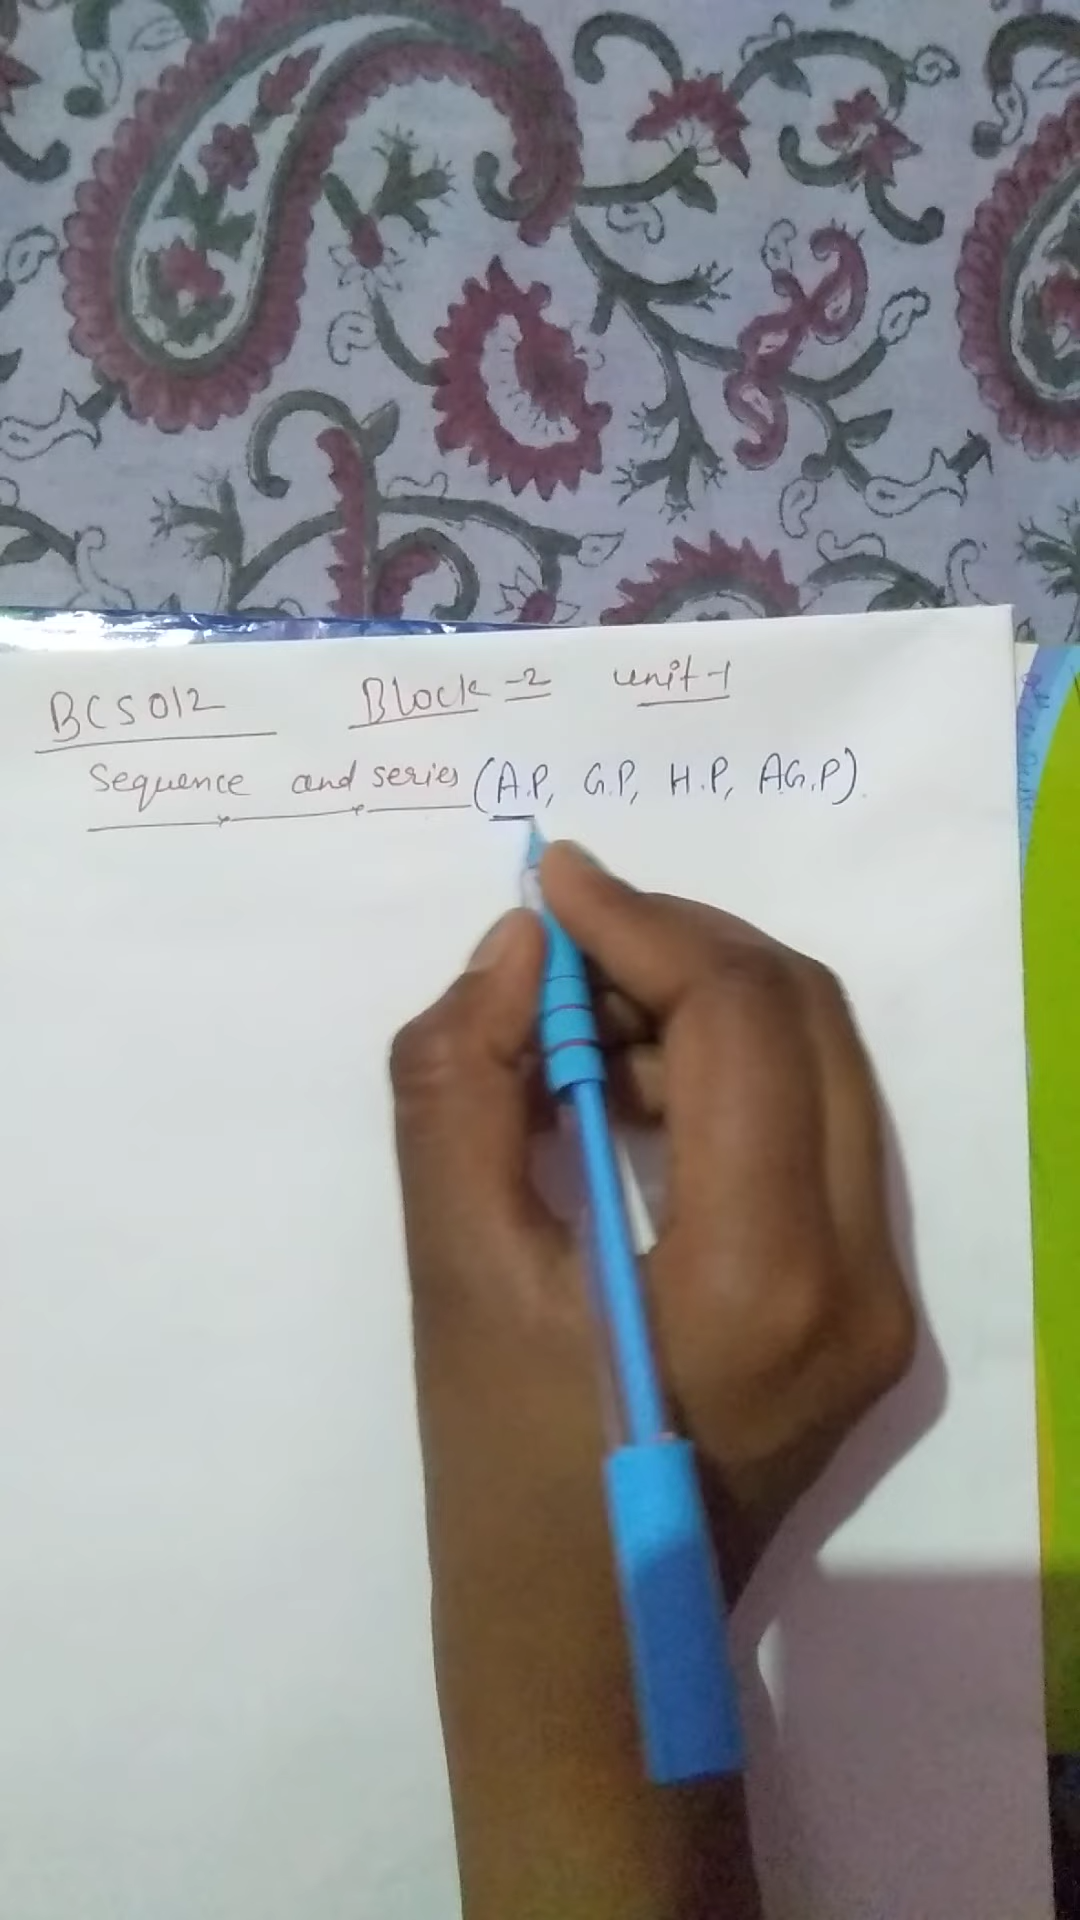 BCS012 Block-2 unit-1
Sequence and series (A.P, G.P, H.P, AG.P).